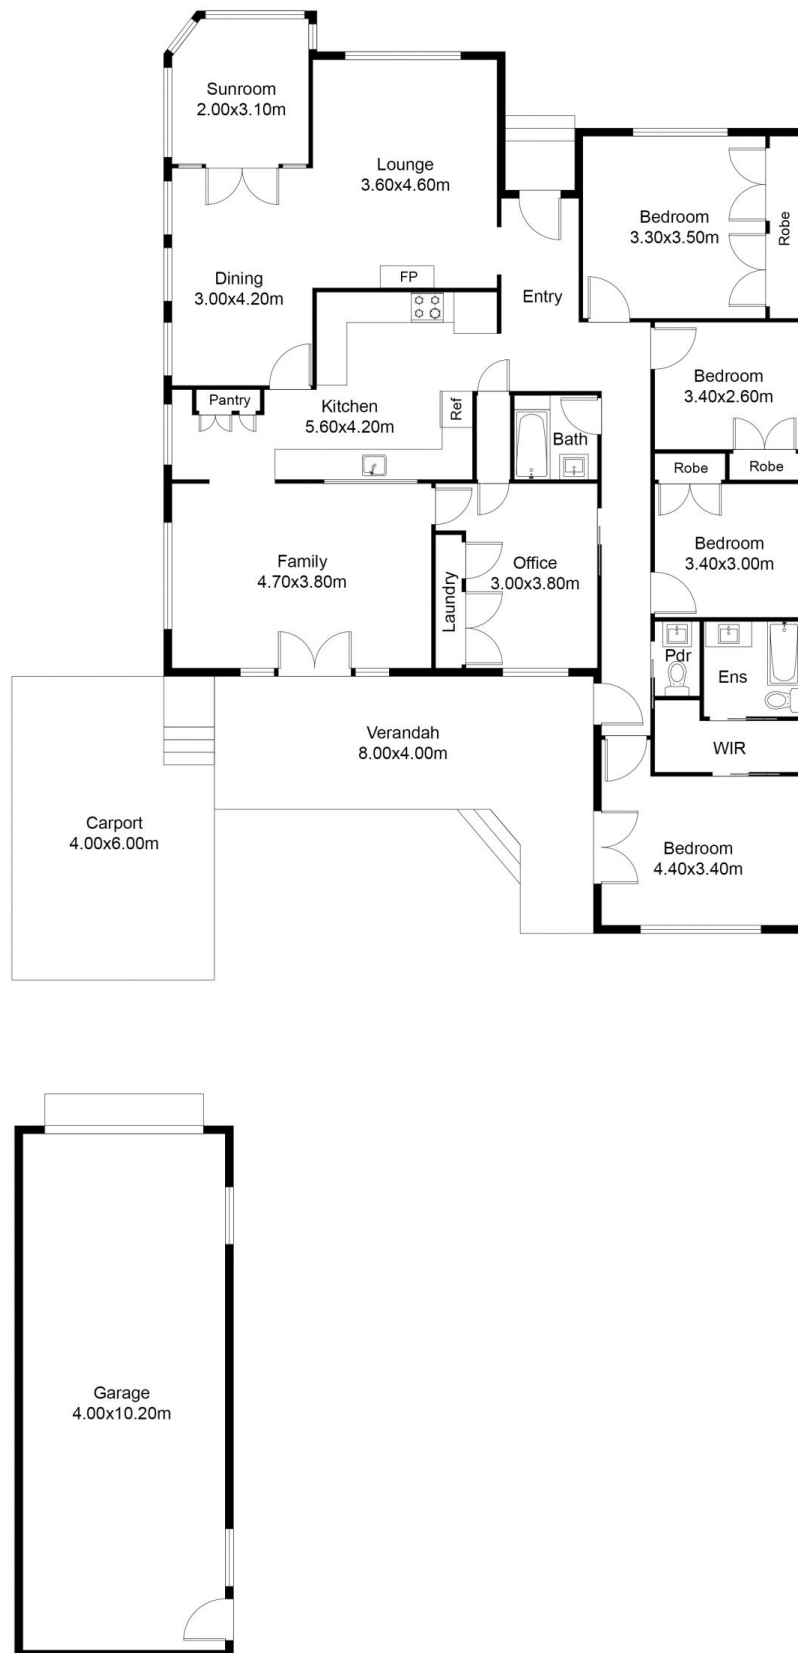 Sunroom
2.00x3.10m
Lounge
3.60x4.60m
Bedroom
3.30x3.50m
Robe
FP
Dining
3.00x4.20m
Entry
Bedroom
3.40x2.60m
Pantry
Kitchen
5.60x4.20m
Ref
Bath
Robe
Robe
Family
4.70x3.80m
Laundry
Office
3.00x3.80m
Bedroom
3.40x3.00m
Pdr
Ens
WIR
Verandah
8.00x4.00m
Carport
4.00x6.00m
Bedroom
4.40x3.40m
Garage
4.00x10.20m